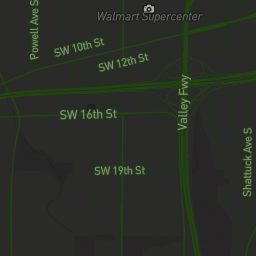 Walmart Supercenter
Powell Ave S
SW 10th St
SW 12th St
Valley Fwy
SW 16th St
Shattuck Ave S
SW 19th St